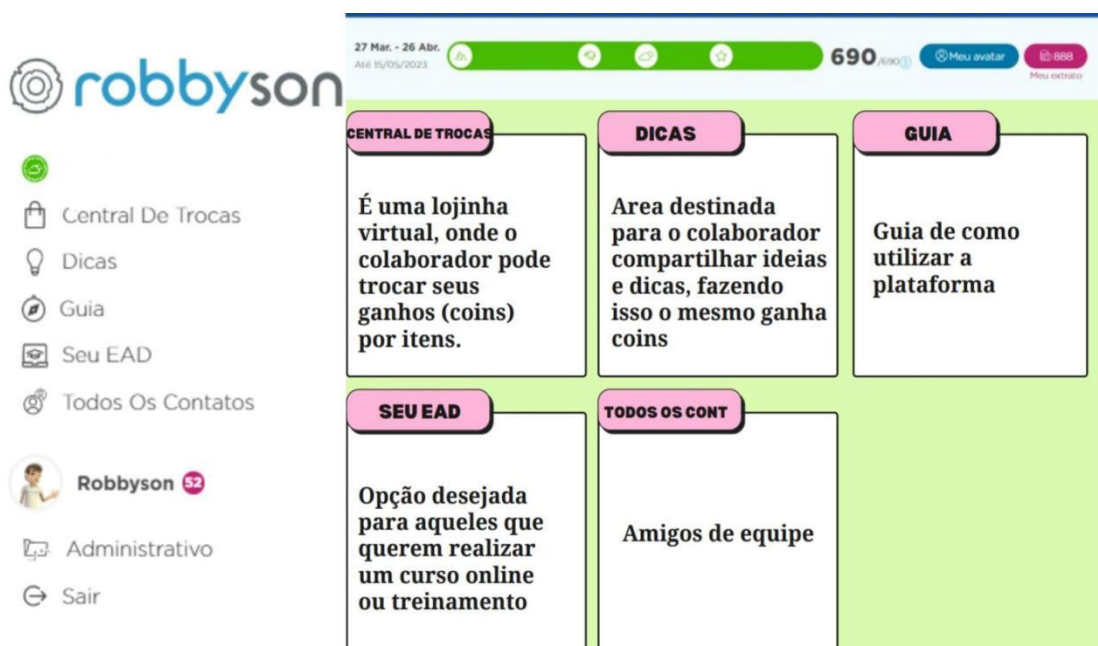 robbyson
Central De Trocas
Dicas
Guia
Seu EAD
Todos Os Contatos
Robbyson 52
Administrativo
Sair
27 Mar. - 26 Abr.
Até 15/05/2023
690 /690
Meu avatar
888
Meu extrato
CENTRAL DE TROCAS
É uma lojinha
virtual, onde o
colaborador pode
trocar seus
ganhos (coins)
por itens.
DICAS
Area destinada
para o colaborador
compartilhar ideias
e dicas, fazendo
isso o mesmo ganha
coins
GUIA
Guia de como
utilizar a
plataforma
SEU EAD
Opção desejada
para aqueles que
querem realizar
um curso online
ou treinamento
TODOS OS CONT
Amigos de equipe